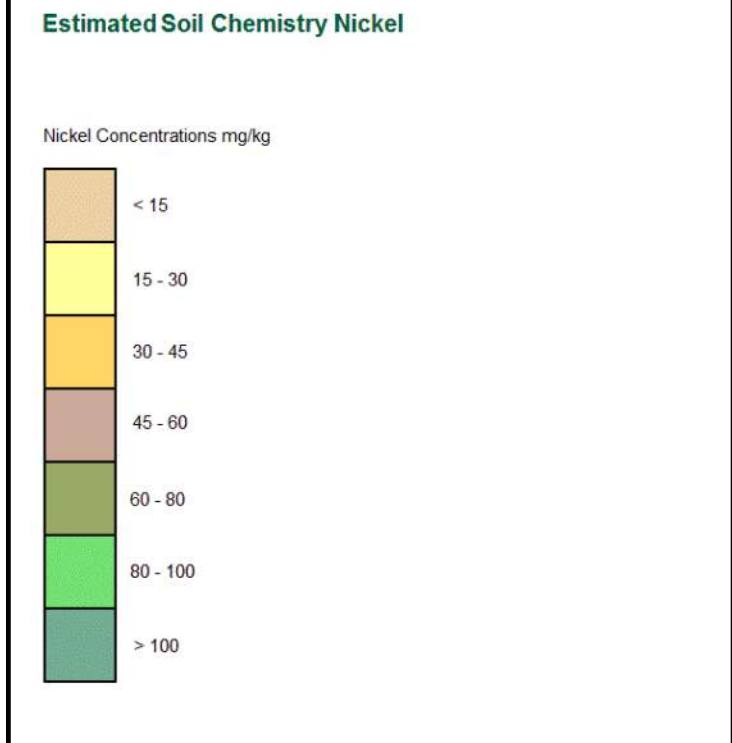 Estimated Soil Chemistry Nickel
Nickel Concentrations mg/kg
< 15
15 - 30
30 - 45
45 - 60
60 - 80
80 - 100
> 100